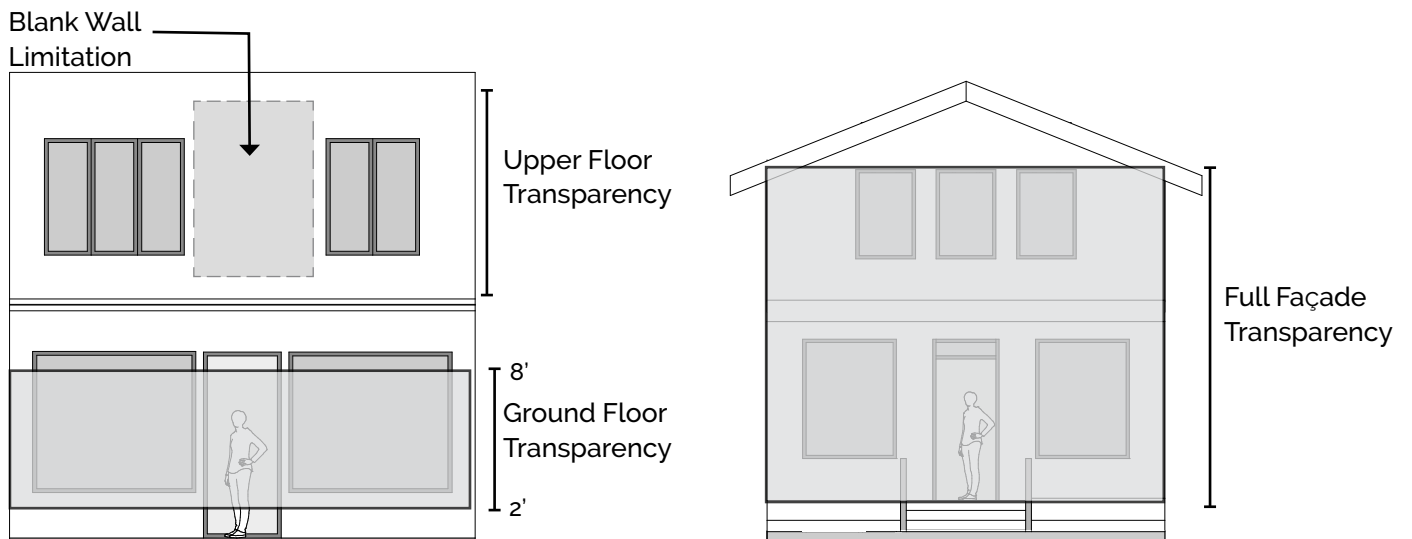 Blank Wall
Limitation
Upper Floor
Transparency
8'
Ground Floor
Transparency
2'
Full Façade
Transparency